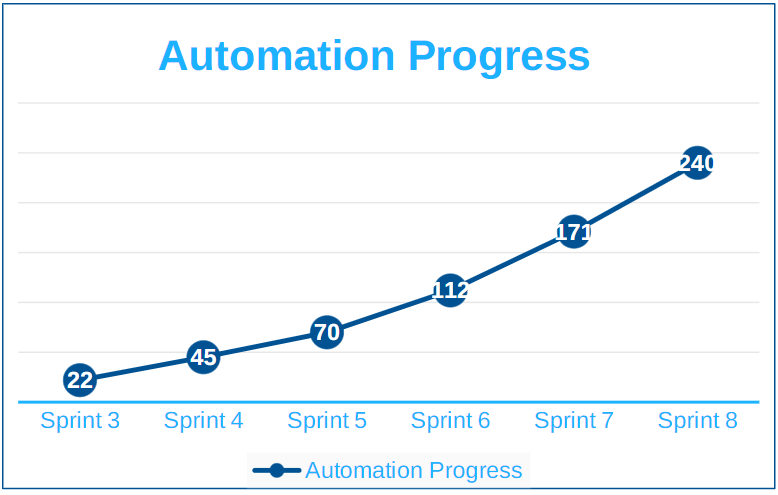 Automation Progress
240
171
112
70
45
22
Sprint 3 Sprint 4 Sprint 5 Sprint 6 Sprint 7 Sprint 8
Automation Progress